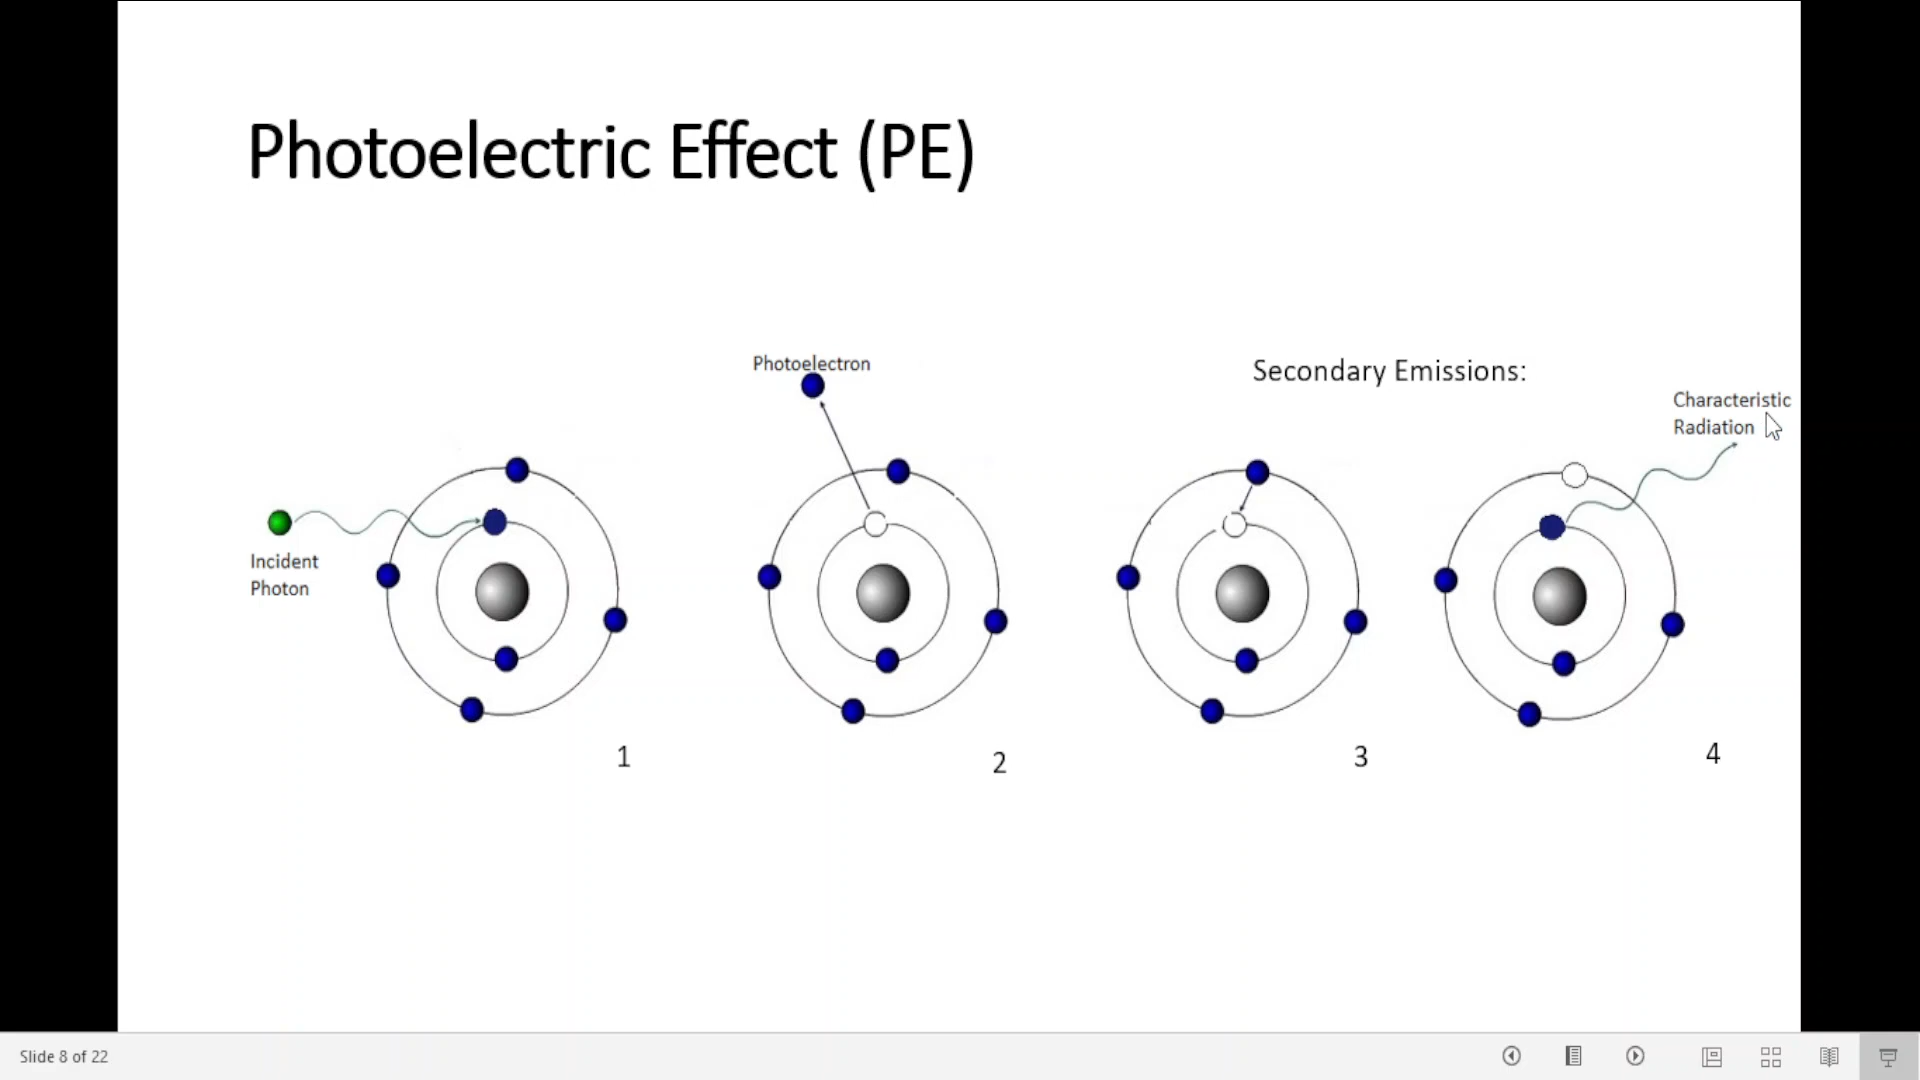 Photoelectric Effect (PE)
Photoelectron
Secondary Emissions:
Characteristic
Radiation
Incident
Photon
1
2
3
4
Slide 8 of 22